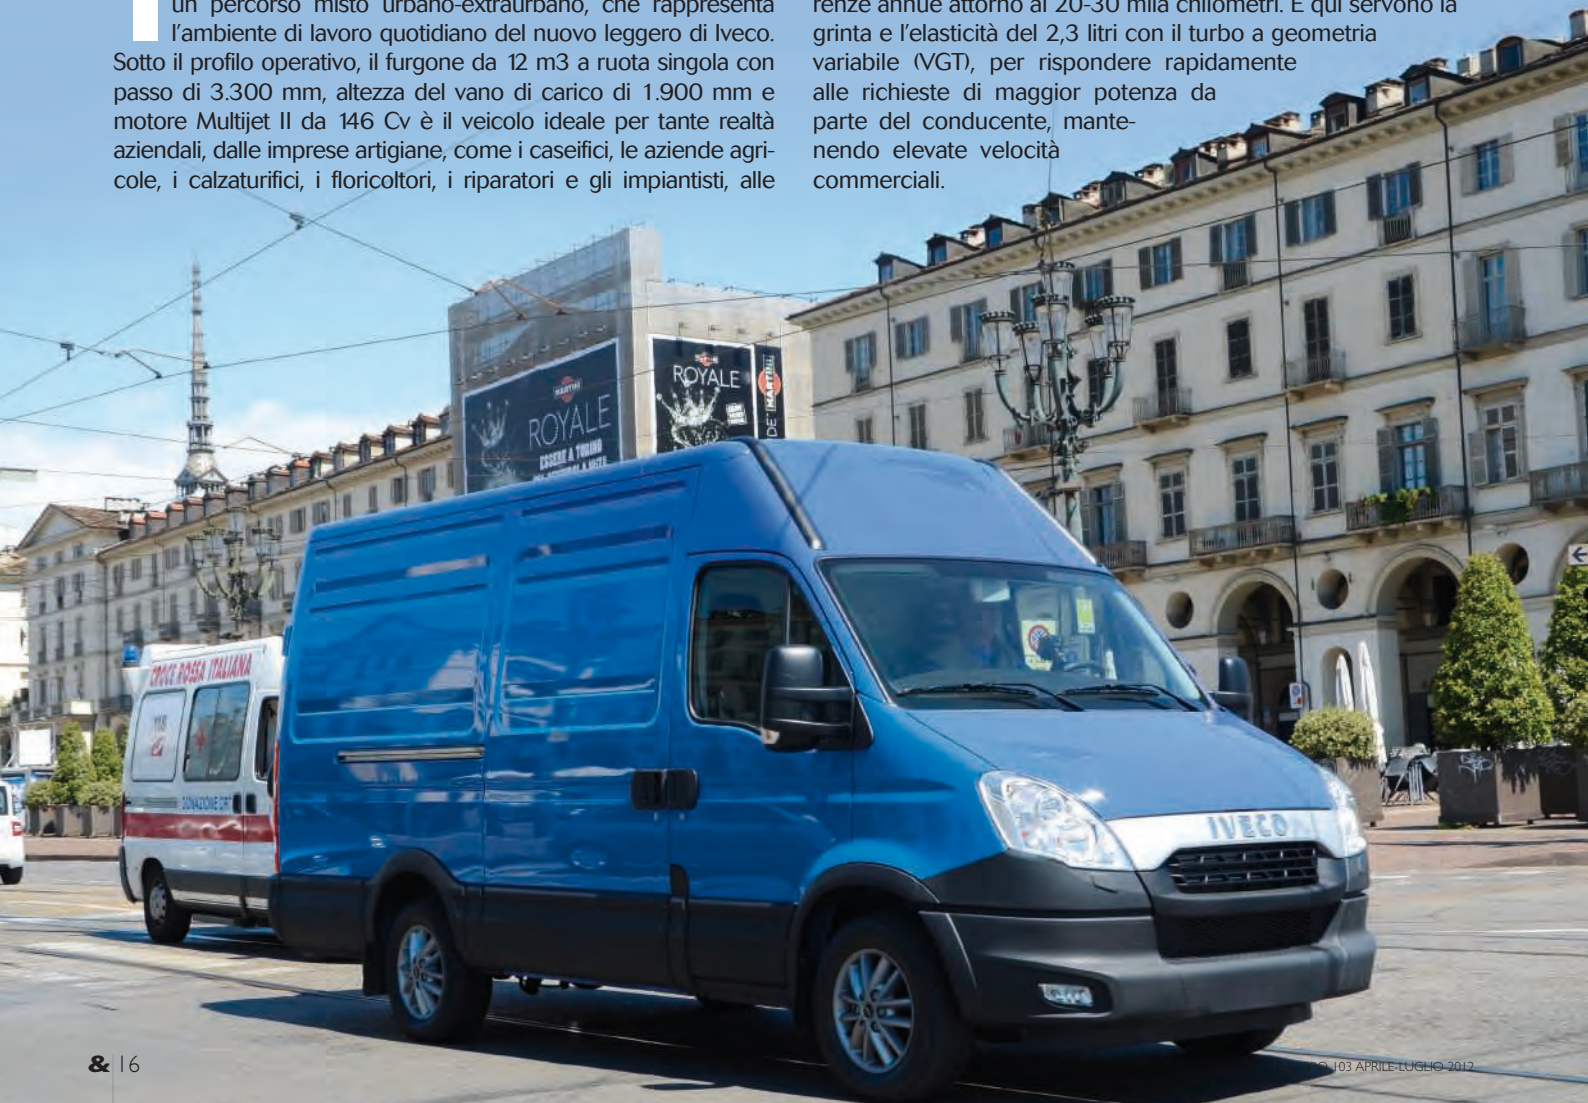 un percorso misto urbano-extraurbano, che rappresenta
l'ambiente di lavoro quotidiano del nuovo leggero di Iveco.
Sotto il profilo operativo, il furgone da 12 m3 a ruota singola con
passo di 3.300 mm, altezza del vano di carico di 1.900 mm e
motore Multijet II da 146 Cv è il veicolo ideale per tante realtà
aziendali, dalle imprese artigiane, come i caseifici, le aziende agri-
cole, i calzaturifici, i floricoltori, i riparatori e gli impiantisti, alle
renze annue attorno ai 20-30 mila chilometri. E qui servono la
grinta e l'elasticità del 2,3 litri con il turbo a geometria
variabile (VGT), per rispondere rapidamente
alle richieste di maggior potenza da
parte del conducente, mante-
nendo elevate velocità
commerciali.
MARTINI
ROYALE
ESSERE A TORINO
ROYALE
MARTINI
CROCE ROSSA ITALIANA
118
DONAZIONE
IVECO
& 16
103 APRILE-LUGLIO 2012